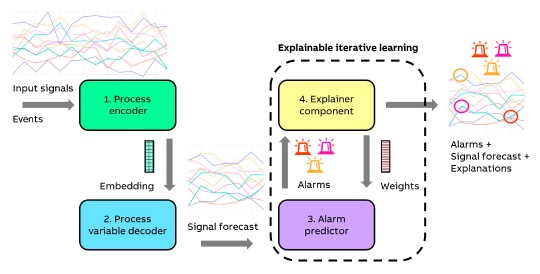 Explainable iterative learning
Input signals
Events
1. Process
encoder
4. Explainer
component
Alarms +
Signal forecast +
Explanations
Embedding
Alarms
Weights
2. Process
variable decoder
Signal forecast
3. Alarm
predictor